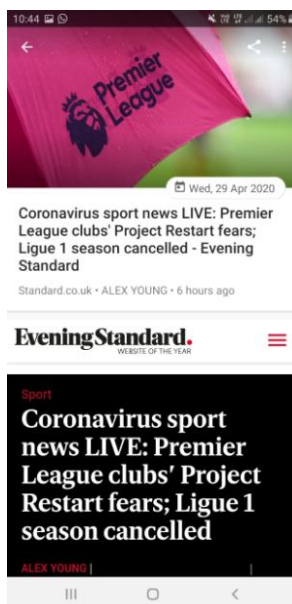 10:44 54%
Premier
League
Wed, 29 Apr 2020
Coronavirus sport news LIVE: Premier
League clubs' Project Restart fears;
Ligue 1 season cancelled - Evening
Standard
Standard.co.uk • ALEX YOUNG • 6 hours ago
Evening Standard.
WEBSITE OF THE YEAR
Sport
Coronavirus sport
news LIVE: Premier
League clubs' Project
Restart fears; Ligue 1
season cancelled
ALEX YOUNG |